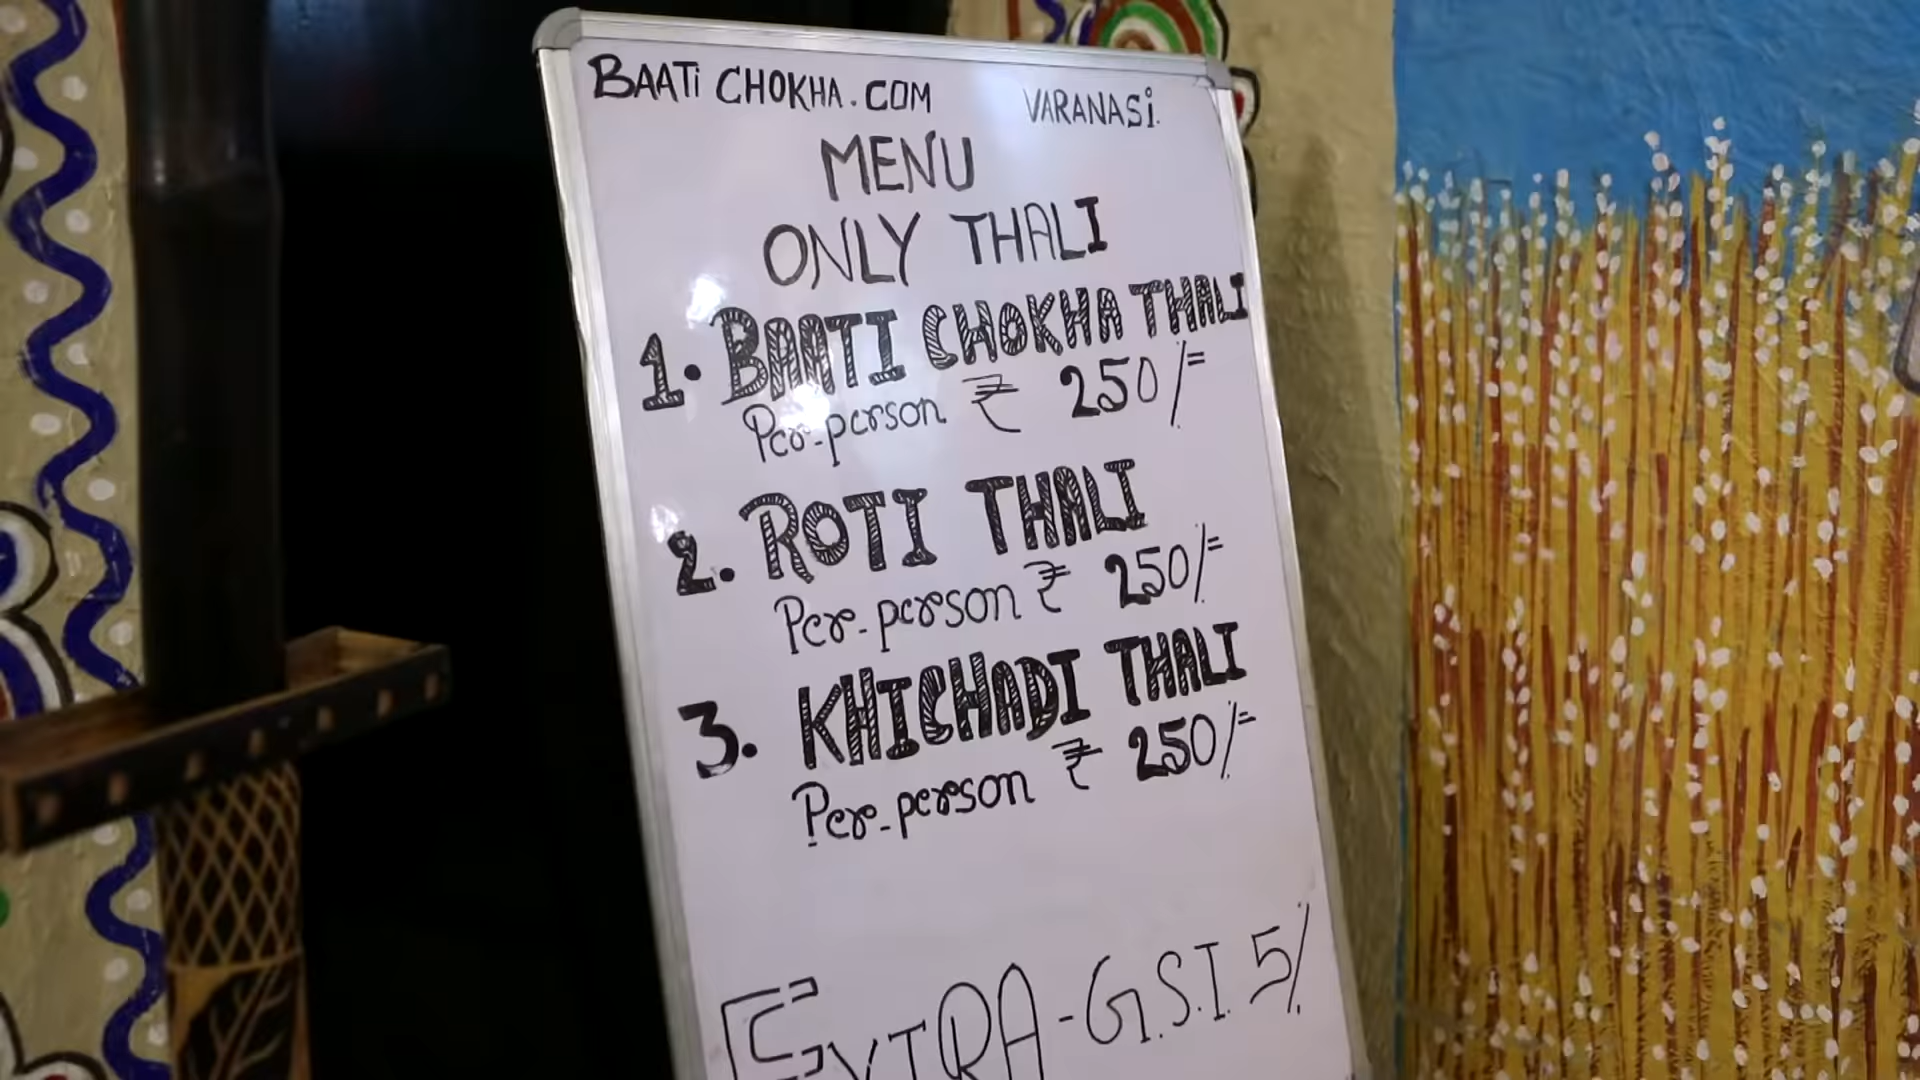 BAATi CHOKHA.COM VARANASi.
MENU
ONLY THALI
1. BAATI CHOKHA THALI
Per-person ₹ 250/=
2. ROTI THALI
Per-person ₹ 250/=
3. KHICHADI THALI
Per-person ₹ 250/=
EXTRA-G.S.T 5%